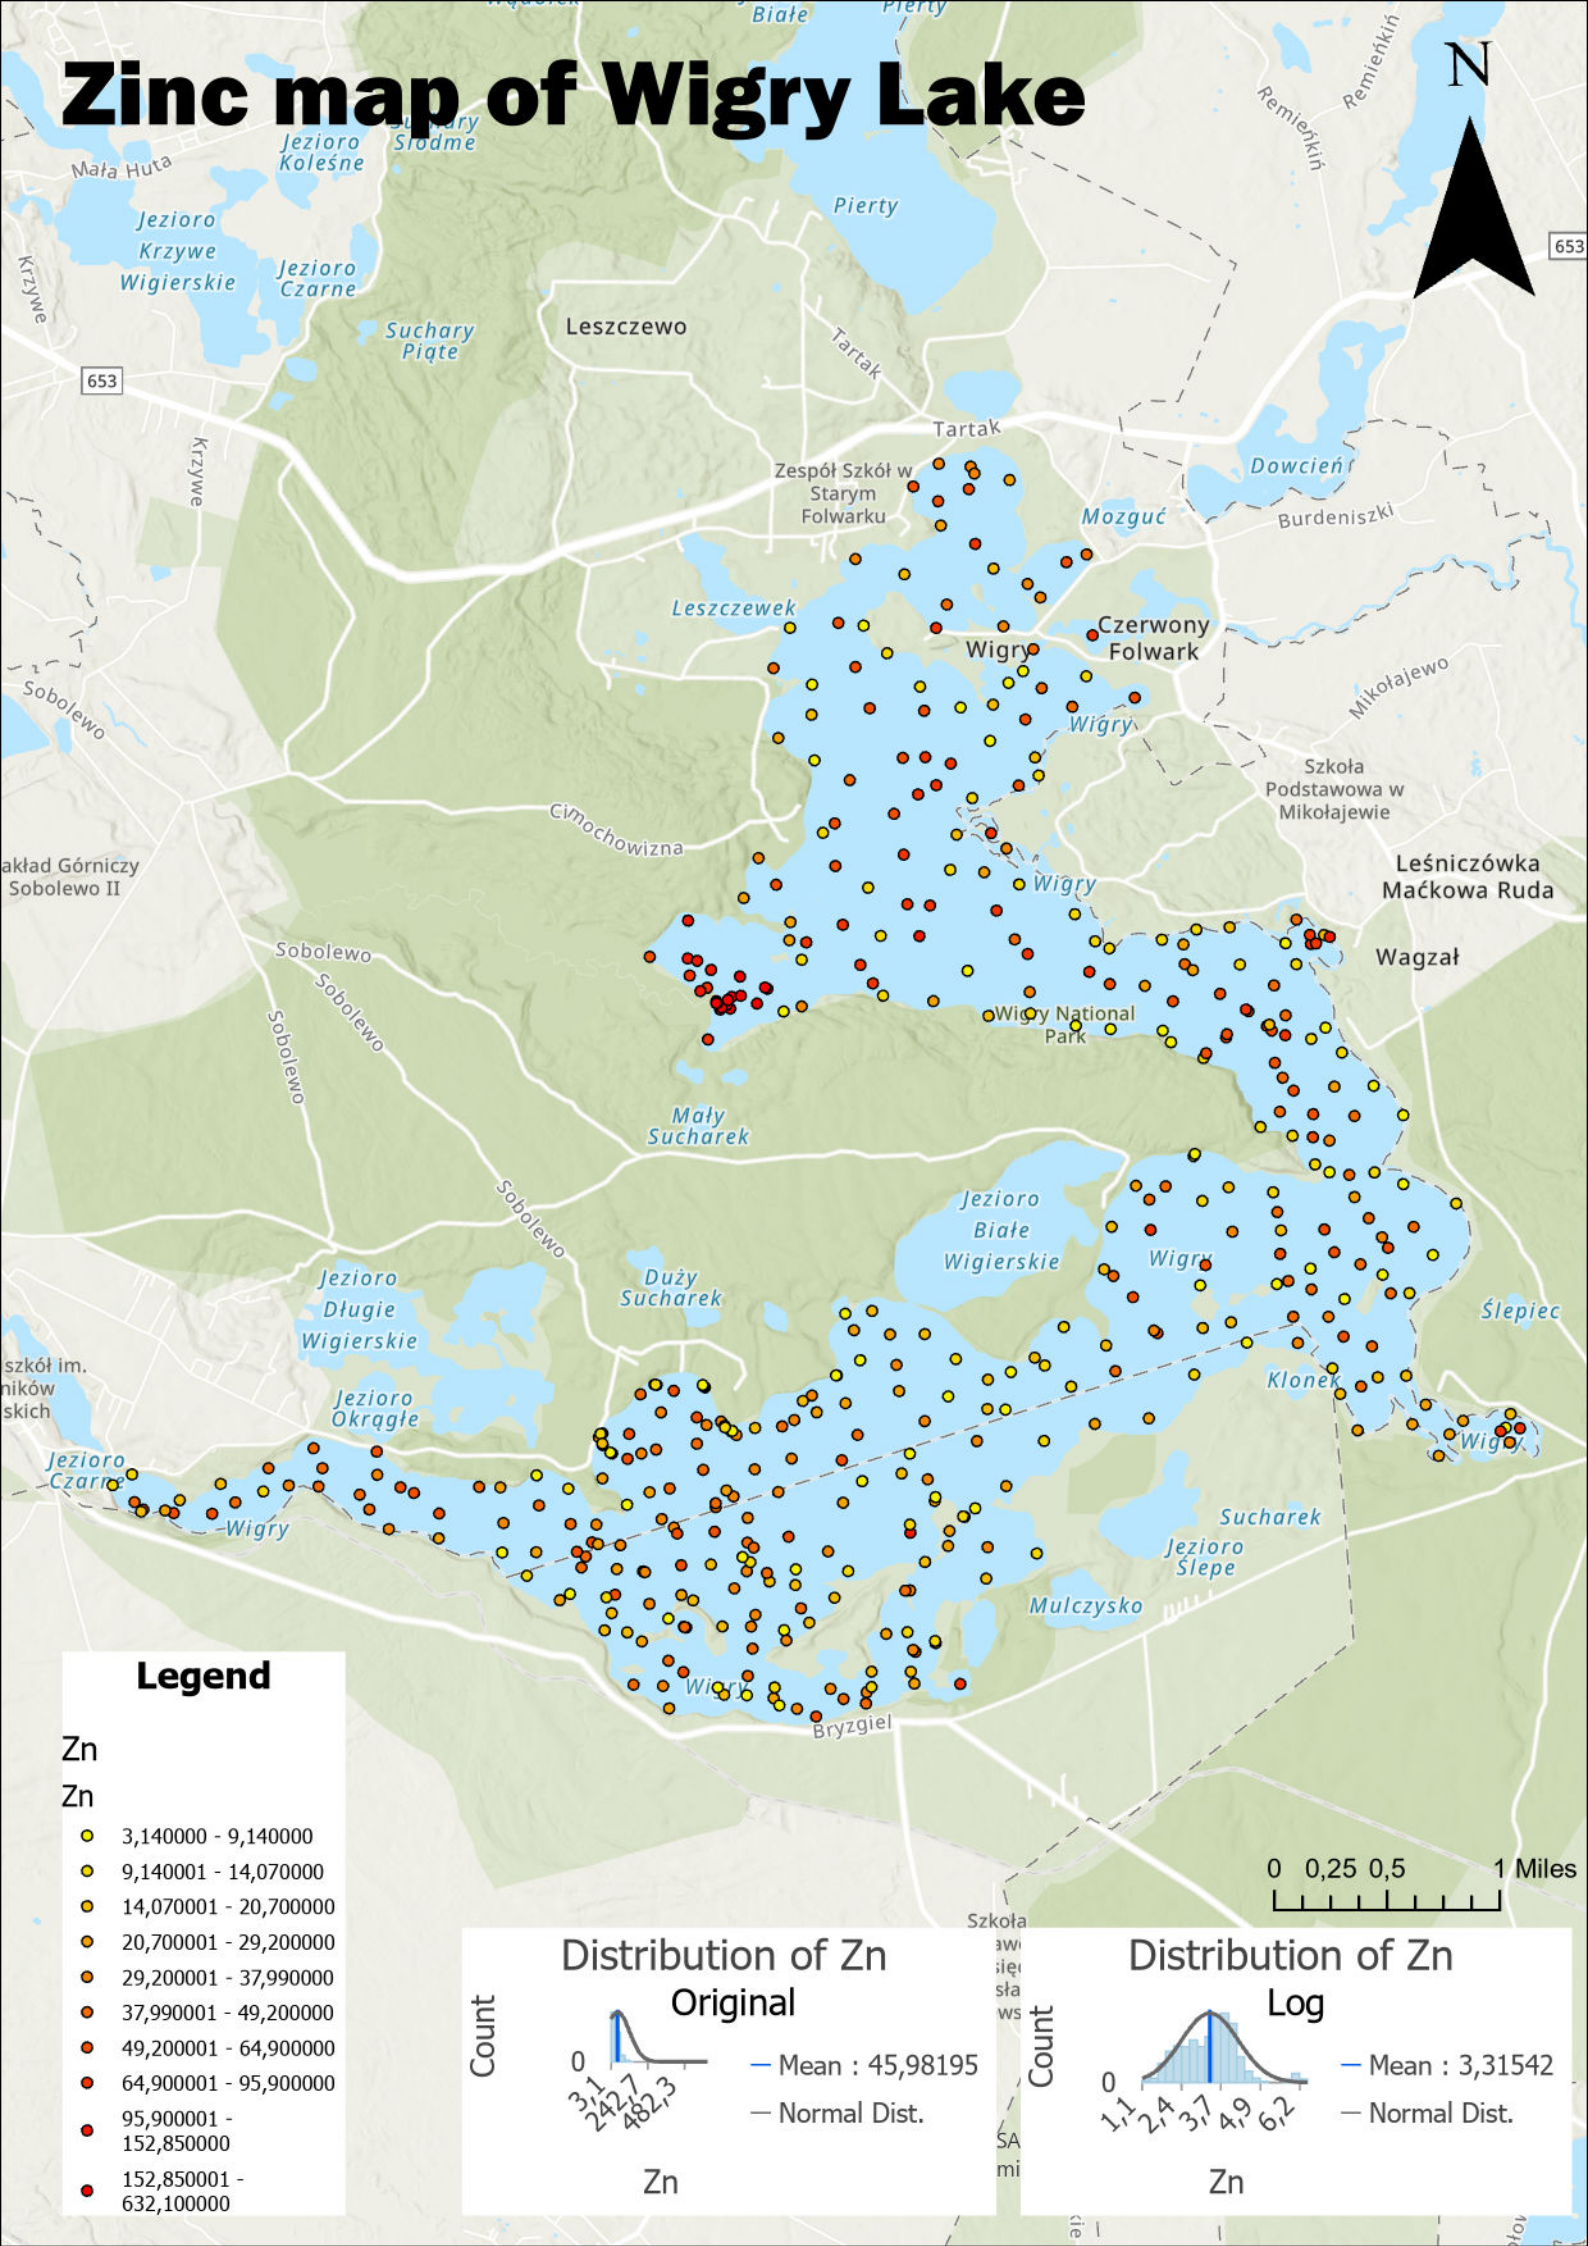 Białe
Pierty
Zinc map of Wigry Lake
N
Remieńkiń
Remieńkiń
Suchary
Siódme
Jezioro
Koleśne
Mała Huta
Pierty
Jezioro
Krzywe
Wigierskie
Jezioro
Czarne
Krzywe
653
Suchary
Piąte
Leszczewo
Tartak
653
Tartak
Krzywe
Zespół Szkół w
Starym
Folwarku
Dowcień
Mozguć
Burdeniszki
Leszczewek
Czerwony
Folwark
Wigry
Mikołajewo
Sobolewo
Wigry
Szkoła
Podstawowa w
Mikołajewie
Cimochowizna
akład Górniczy
Sobolewo II
Wigry
Leśniczówka
Maćkowa Ruda
Sobolewo
Wagzał
Sobolewo
Sobolewo
Wigry National
Park
Mały
Sucharek
Sobolewo
Jezioro
Białe
Wigierskie
Wigry
Jezioro
Długie
Wigierskie
Duży
Sucharek
Ślepiec
szkół im.
ników
skich
Klonek
Jezioro
Okrągłe
Wigry
Jezioro
Czarne
Wigry
Sucharek
Jezioro
Ślepe
Mulczysko
Wigry
Bryzgiel
Legend
Zn
Zn
3,140000 - 9,140000
9,140001 - 14,070000
14,070001 - 20,700000
20,700001 - 29,200000
29,200001 - 37,990000
37,990001 - 49,200000
49,200001 - 64,900000
64,900001 - 95,900000
95,900001 -
152,850000
152,850001 -
632,100000
0 0,25 0,5 1 Miles
Szkoła
Distribution of Zn
Original
Count
0
3,1 242,7 482,3
Mean : 45,98195
Normal Dist.
Zn
Distribution of Zn
Log
Count
0
1,1 2,4 3,7 4,9 6,2
Mean : 3,31542
Normal Dist.
Zn